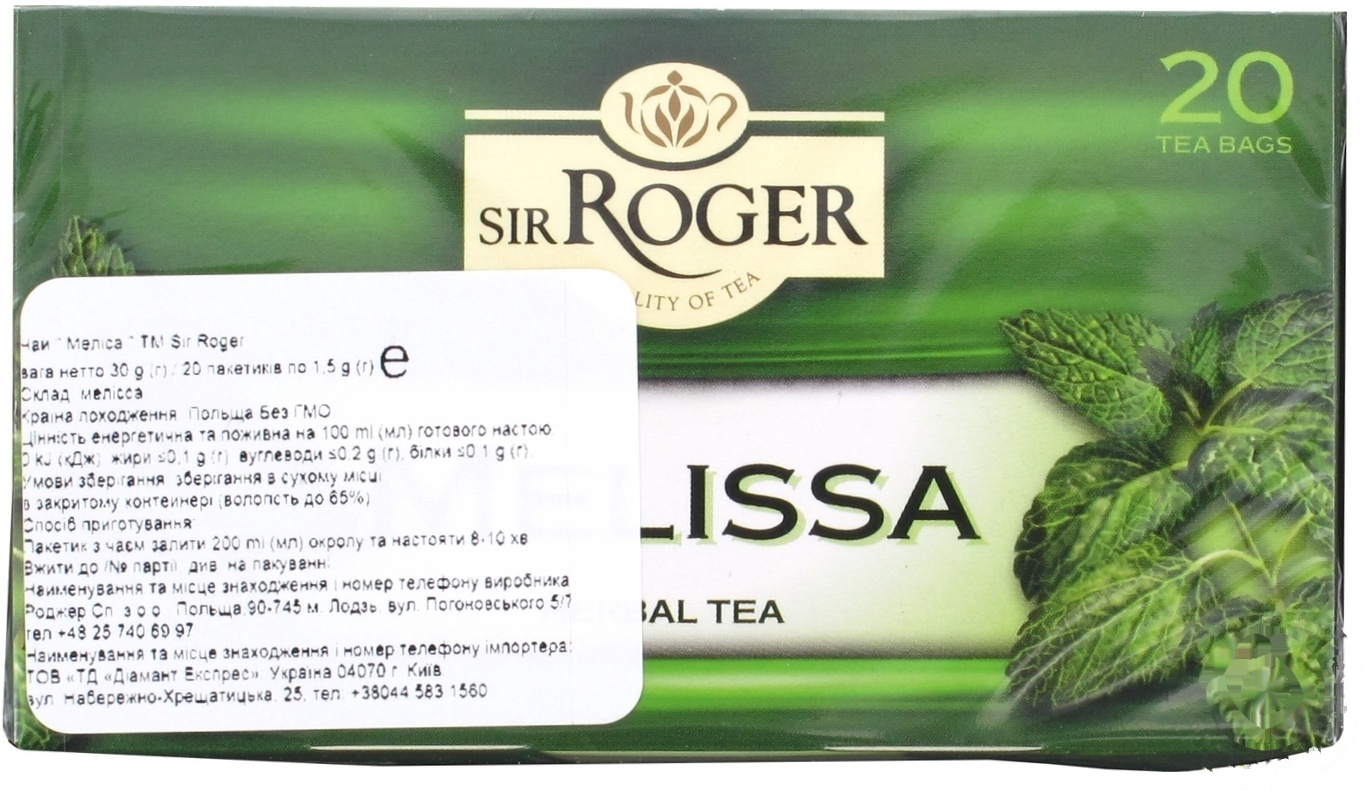 20
TEA BAGS
SIR ROGER
LITY OF TEA
MELISSA
HERBAL TEA
Чай " Меліса " ТМ Sir Roger
вага нетто 30 g (г) / 20 пакетиків по 1,5 g (г) e
Склад мелісса
Країна походження Польща Без ГМО
Цінність енергетична та поживна на 100 ml (мл) готового настою:
0 kJ (кДж) жири ≤0,1 g (г) вуглеводи ≤0.2 g (г), білки ≤0.1 g (г).
Умови зберігання зберігання в сухому місці
в закритому контейнері (вологість до 65%)
Спосіб приготування:
Пакетик з чаєм залити 200 ml (мл) окропу та настояти 8-10 хв
Вжити до /№ партії див на пакуванні
Наименування та місце знаходження і номер телефону виробника
Роджер Сп з о о Польща,90-745 м. Лодзь, вул. Погоновського 5/7
тел +48 25 740 69 97
Наименування та місце знаходження і номер телефону імпортера:
ТОВ «ТД «Діамант Експрес». Україна 04070 г Київ
вул Набережно-Хрещатицька, 25, тел: +38044 583 1560